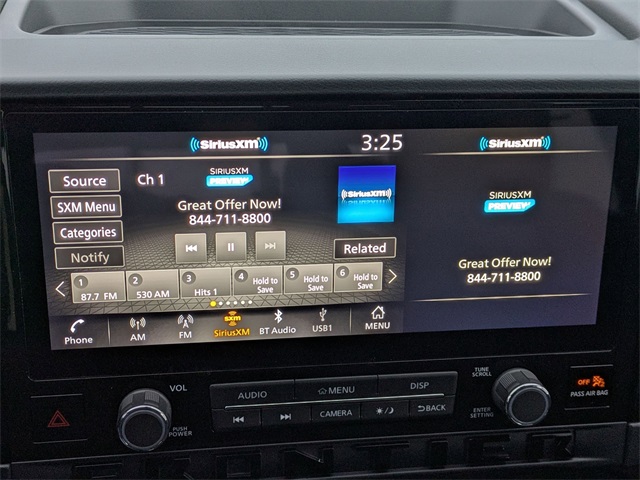 ((SiriusXM))
3:25
((SiriusXM))
Source
Ch 1
SIRIUSXM
PREVIEW
((SiriusXM))
SXM Menu
Great Offer Now!
844-711-8800
SIRIUSXM
PREVIEW
Categories
Notify
Related
Great Offer Now!
844-711-8800
1 87.7 FM
2 530 AM
3 Hits 1
4 Hold to Save
5 Hold to Save
6 Hold to Save
Phone
AM
FM
sxm
SiriusXM
BT Audio
USB1
MENU
VOL
PUSH
POWER
AUDIO
MENU
DISP
CAMERA
BACK
TUNE
SCROLL
ENTER
SETTING
OFF
PASS AIR BAG